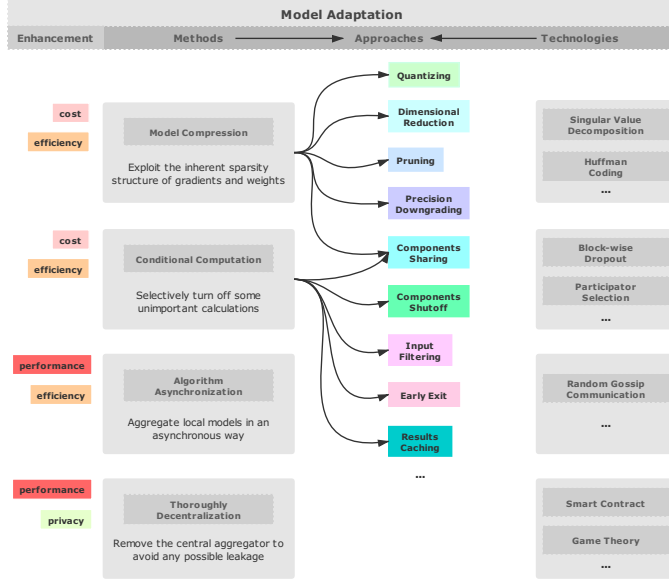 Model Adaptation
Enhancement
Methods
Approaches
Technologies
cost
efficiency
Model Compression
Exploit the inherent sparsity
structure of gradients and weights
cost
efficiency
Conditional Computation
Selectively turn off some
unimportant calculations
performance
efficiency
Algorithm
Asynchronization
Aggregate local models in an
asynchronous way
performance
privacy
Thoroughly
Decentralization
Remove the central aggregator to
avoid any possible leakage
Quantizing
Dimensional
Reduction
Pruning
Precision
Downgrading
Components
Sharing
Components
Shutoff
Input
Filtering
Early Exit
Results
Caching
...
Singular Value
Decomposition
Huffman
Coding
...
Block-wise
Dropout
Participator
Selection
...
Random Gossip
Communication
...
Smart Contract
Game Theory
...